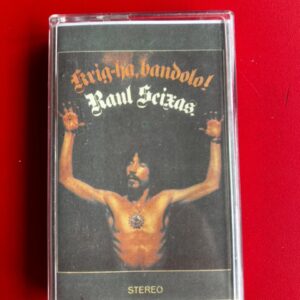 Krig-ha, bandolo!
Raul Seixas.
STEREO